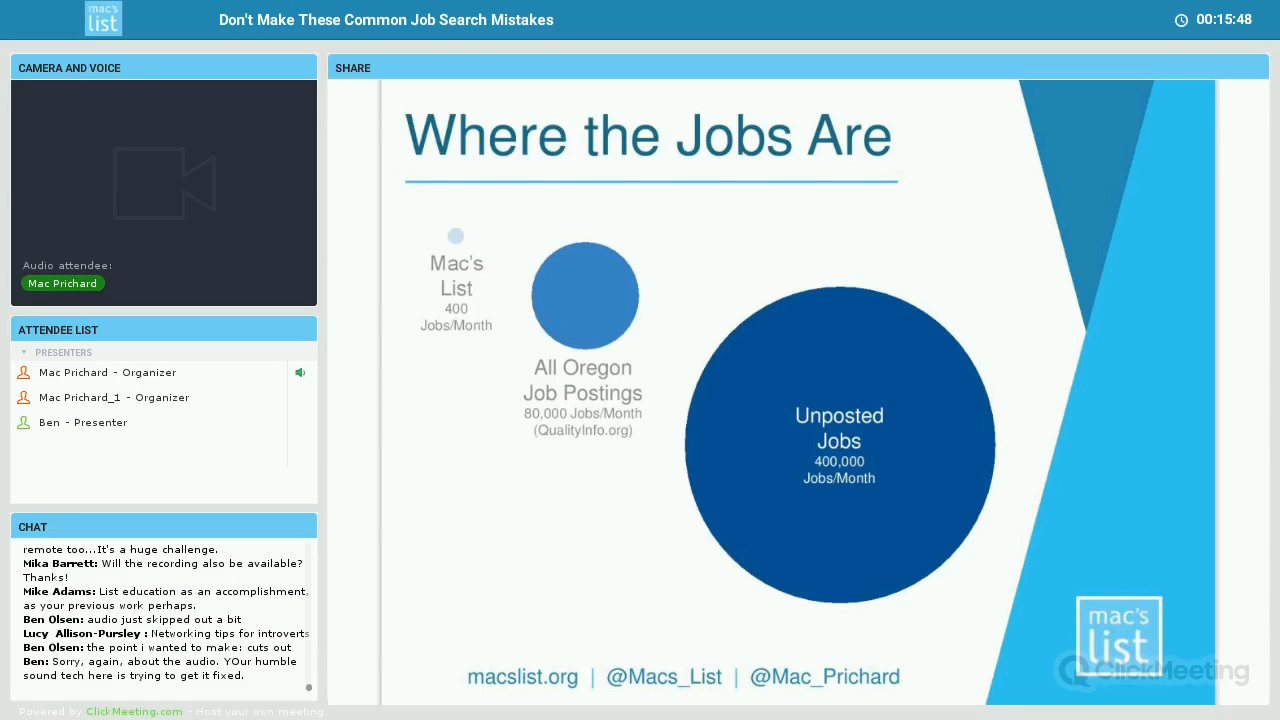 mac's
list
Don't Make These Common Job Search Mistakes
00:15:48
CAMERA AND VOICE
Audio attendee:
Mac Prichard
ATTENDEE LIST
PRESENTERS
Mac Prichard - Organizer
Mac Prichard_1 - Organizer
Ben - Presenter
CHAT
remote too...It's a huge challenge.
Mika Barrett: Will the recording also be available?
Thanks!
Mike Adams: List education as an accomplishment,
as your previous work perhaps.
Ben Olsen: audio just skipped out a bit
Lucy Allison-Pursley : Networking tips for introverts
Ben Olsen: the point i wanted to make: cuts out
Ben: Sorry, again, about the audio. YOur humble
sound tech here is trying to get it fixed.
Powered by ClickMeeting.com - Host your own meeting
SHARE
Where the Jobs Are
Mac's
List
400
Jobs/Month
All Oregon
Job Postings
80,000 Jobs/Month
(QualityInfo.org)
Unposted
Jobs
400,000
Jobs/Month
macslist.org | @Macs_List | @Mac_Prichard
mac's
list
ClickMeeting